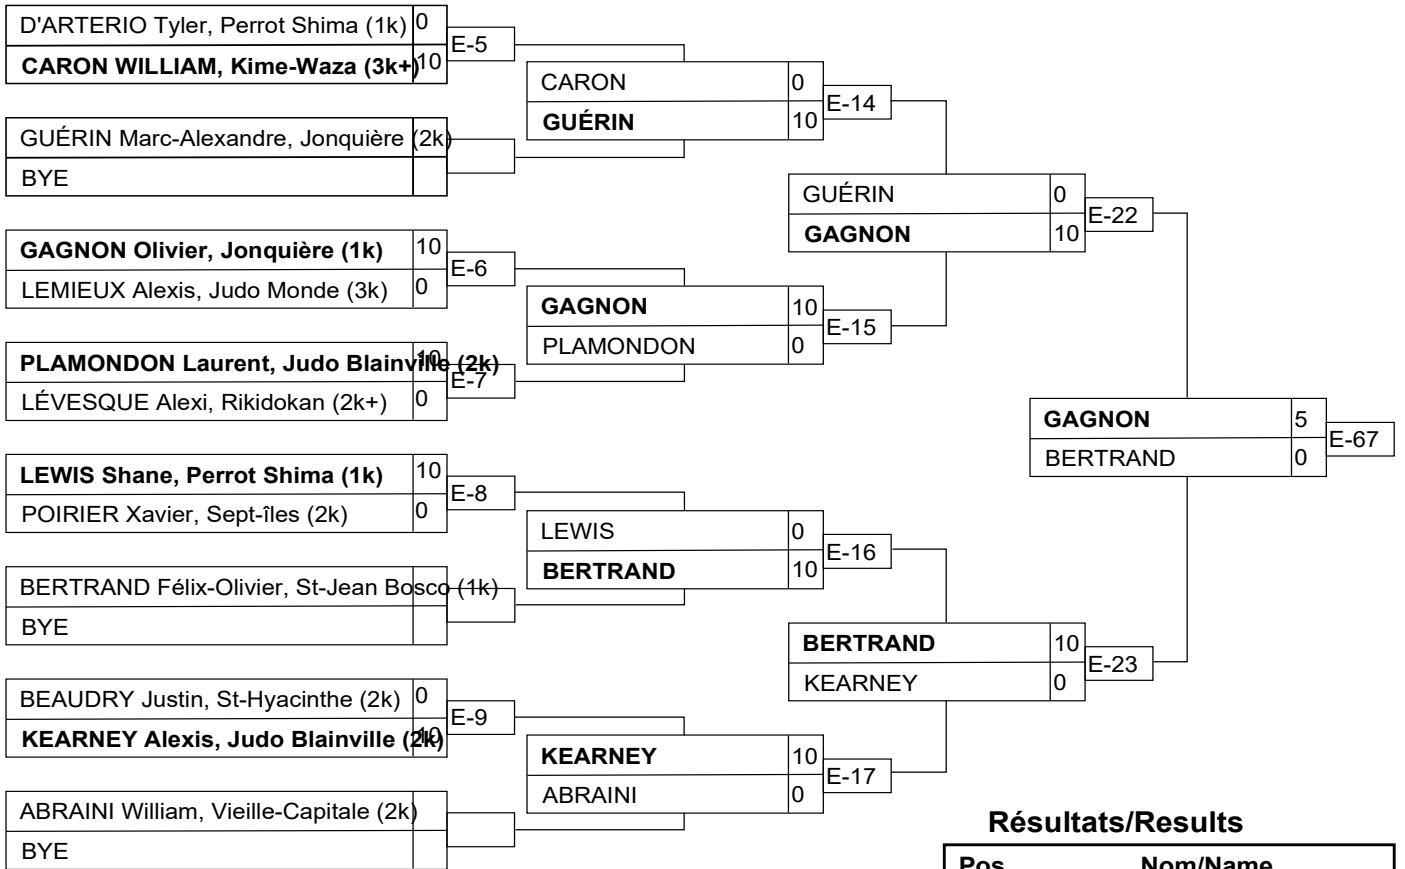 D'ARTERIO Tyler, Perrot Shima (1k) 0
CARON WILLIAM, Kime-Waza (3k+) 10
E-5
GUÉRIN Marc-Alexandre, Jonquière (2k)
BYE
GAGNON Olivier, Jonquière (1k) 10
LEMIEUX Alexis, Judo Monde (3k) 0
E-6
PLAMONDON Laurent, Judo Blainville (2k) 10
LÉVESQUE Alexi, Rikidokan (2k+) 0
E-7
LEWIS Shane, Perrot Shima (1k) 10
POIRIER Xavier, Sept-îles (2k) 0
E-8
BERTRAND Félix-Olivier, St-Jean Bosco (1k)
BYE
BEAUDRY Justin, St-Hyacinthe (2k) 0
KEARNEY Alexis, Judo Blainville (2k) 10
E-9
ABRAINI William, Vieille-Capitale (2k)
BYE
CARON 0
GUÉRIN 10
E-14
GAGNON 10
PLAMONDON 0
E-15
LEWIS 0
BERTRAND 10
E-16
KEARNEY 10
ABRAINI 0
E-17
GUÉRIN 0
GAGNON 10
E-22
BERTRAND 10
KEARNEY 0
E-23
GAGNON 5
BERTRAND 0
E-67
Résultats/Results
Pos Nom/Name